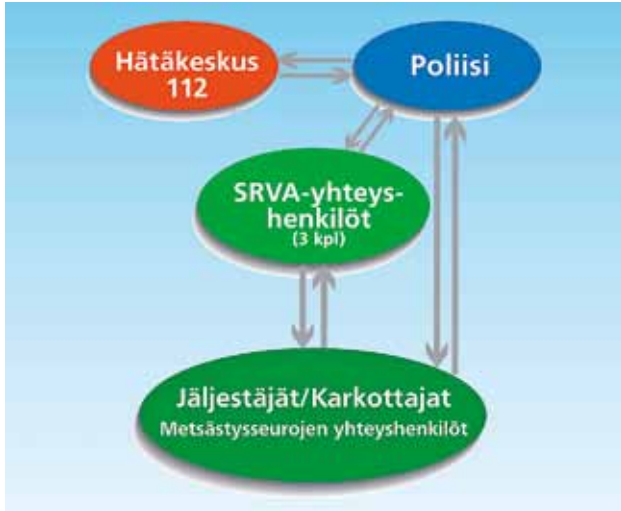 Hätäkeskus
112
Poliisi
SRVA-yhteys-
henkilöt
(3 kpl)
Jäljestäjät/Karkottajat
Metsästysseurojen yhteyshenkilöt